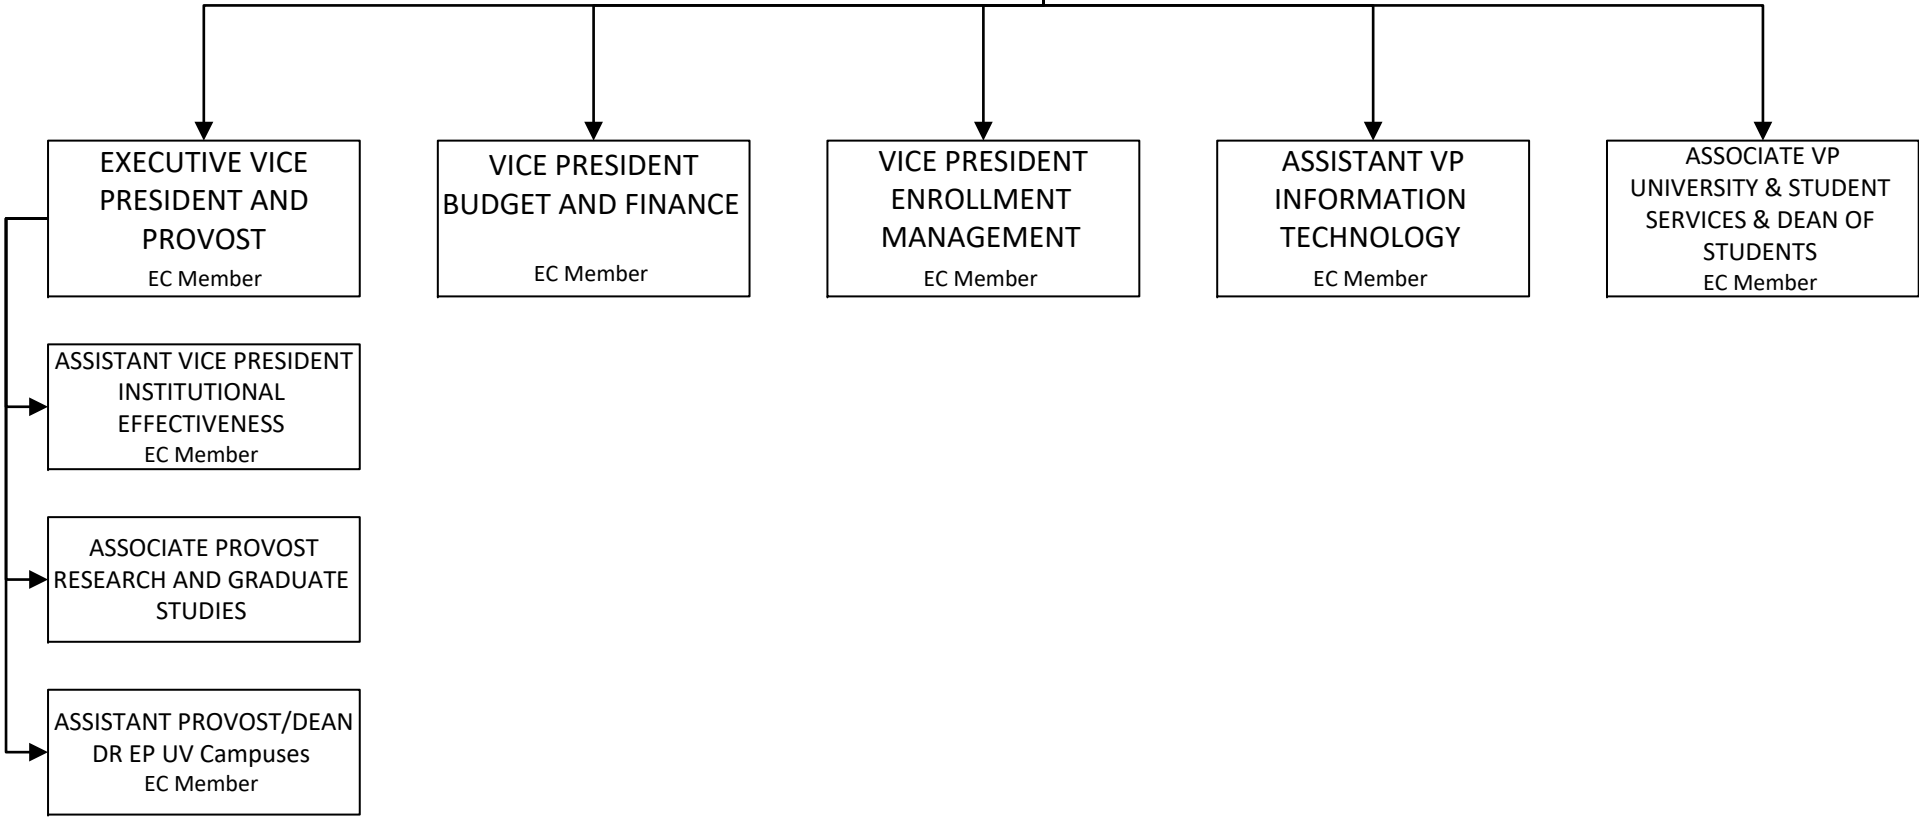 EXECUTIVE VICE
PRESIDENT AND
PROVOST
EC Member
VICE PRESIDENT
BUDGET AND FINANCE
EC Member
VICE PRESIDENT
ENROLLMENT
MANAGEMENT
EC Member
ASSISTANT VP
INFORMATION
TECHNOLOGY
EC Member
ASSOCIATE VP
UNIVERSITY & STUDENT
SERVICES & DEAN OF
STUDENTS
EC Member
ASSISTANT VICE PRESIDENT
INSTITUTIONAL
EFFECTIVENESS
EC Member
ASSOCIATE PROVOST
RESEARCH AND GRADUATE
STUDIES
ASSISTANT PROVOST/DEAN
DR EP UV Campuses
EC Member